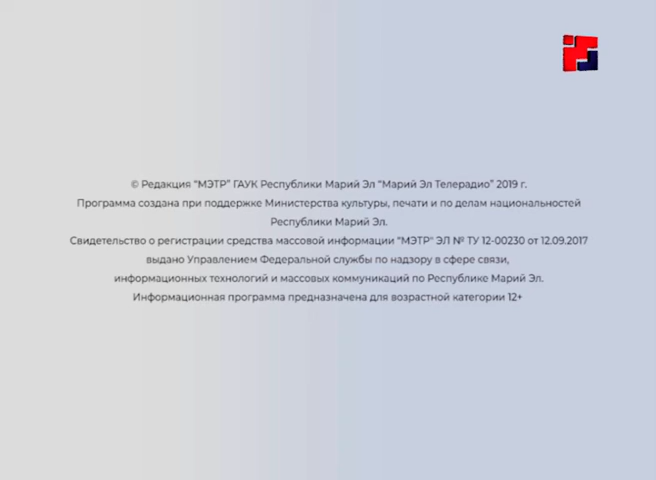 © Редакция "МЭТР" ГАУК Республики Марий Эл "Марий Эл Телерадио" 2019 г.
Программа создана при поддержке Министерства культуры, печати и по делам национальностей
Республики Марий Эл.
Свидетельство о регистрации средства массовой информации "МЭТР" ЭЛ № ТУ 12-00230 от 12.09.2017
выдано Управлением Федеральной службы по надзору в сфере связи,
информационных технологий и массовых коммуникаций по Республике Марий Эл.
Информационная программа предназначена для возрастной категории 12+